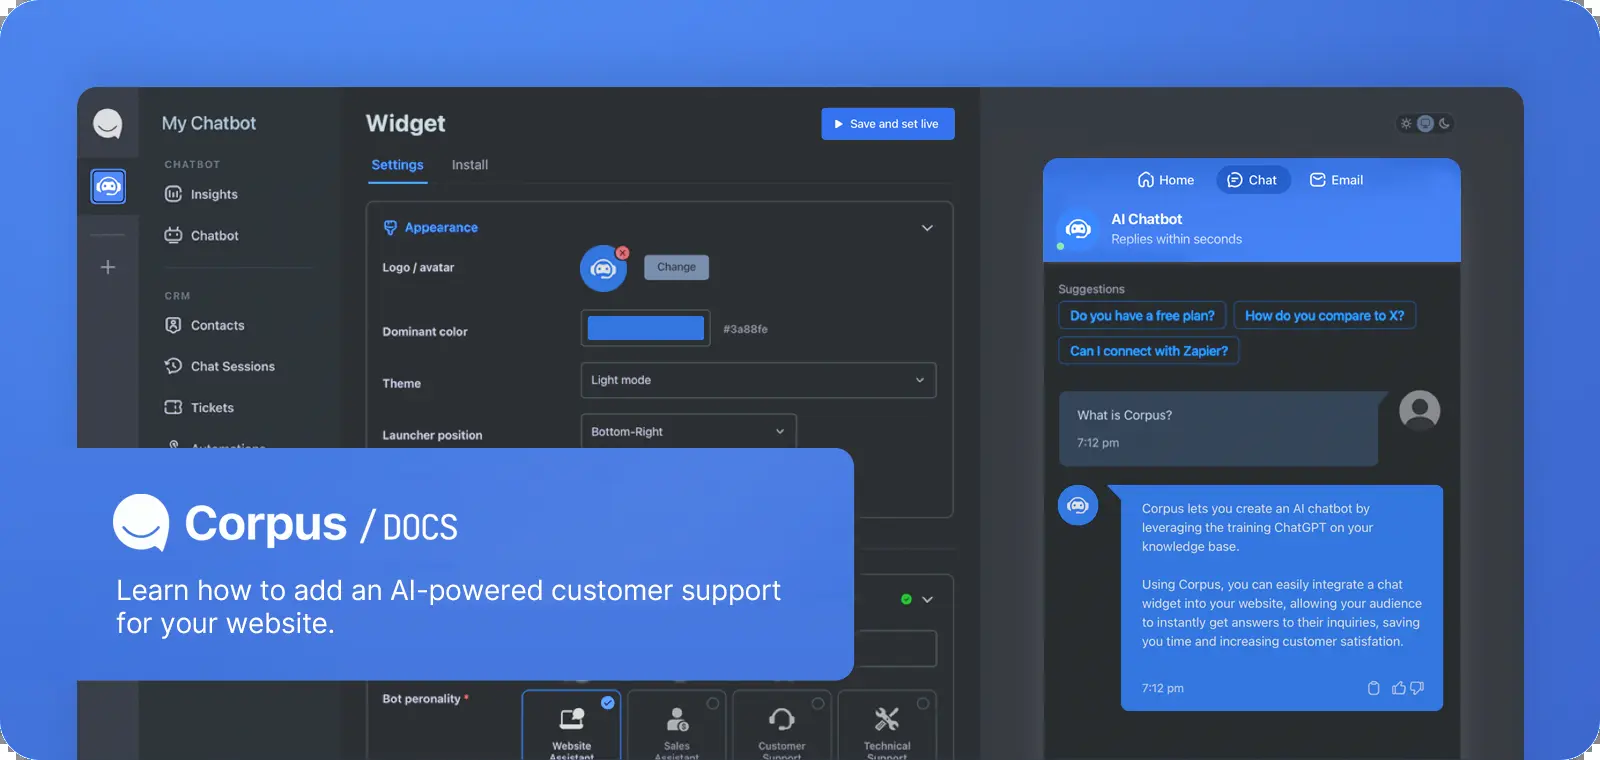 My Chatbot
CHATBOT
Insights
Chatbot
CRM
Contacts
Chat Sessions
Tickets
Automations
Widget
Save and set live
Settings
Install
Appearance
Logo / avatar
Change
Dominant color
#3a88fe
Theme
Light mode
Launcher position
Bottom-Right
Corpus / DOCS
Learn how to add an AI-powered customer support
for your website.
Bot peronality *
Website
Assistant
Sales
Assistant
Customer
Support
Technical
Support
Home
Chat
Email
AI Chatbot
Replies within seconds
Suggestions
Do you have a free plan?
How do you compare to X?
Can I connect with Zapier?
What is Corpus?
7:12 pm
Corpus lets you create an AI chatbot by
leveraging the training ChatGPT on your
knowledge base.
Using Corpus, you can easily integrate a chat
widget into your website, allowing your audience
to instantly get answers to their inquiries, saving
you time and increasing customer satisfation.
7:12 pm